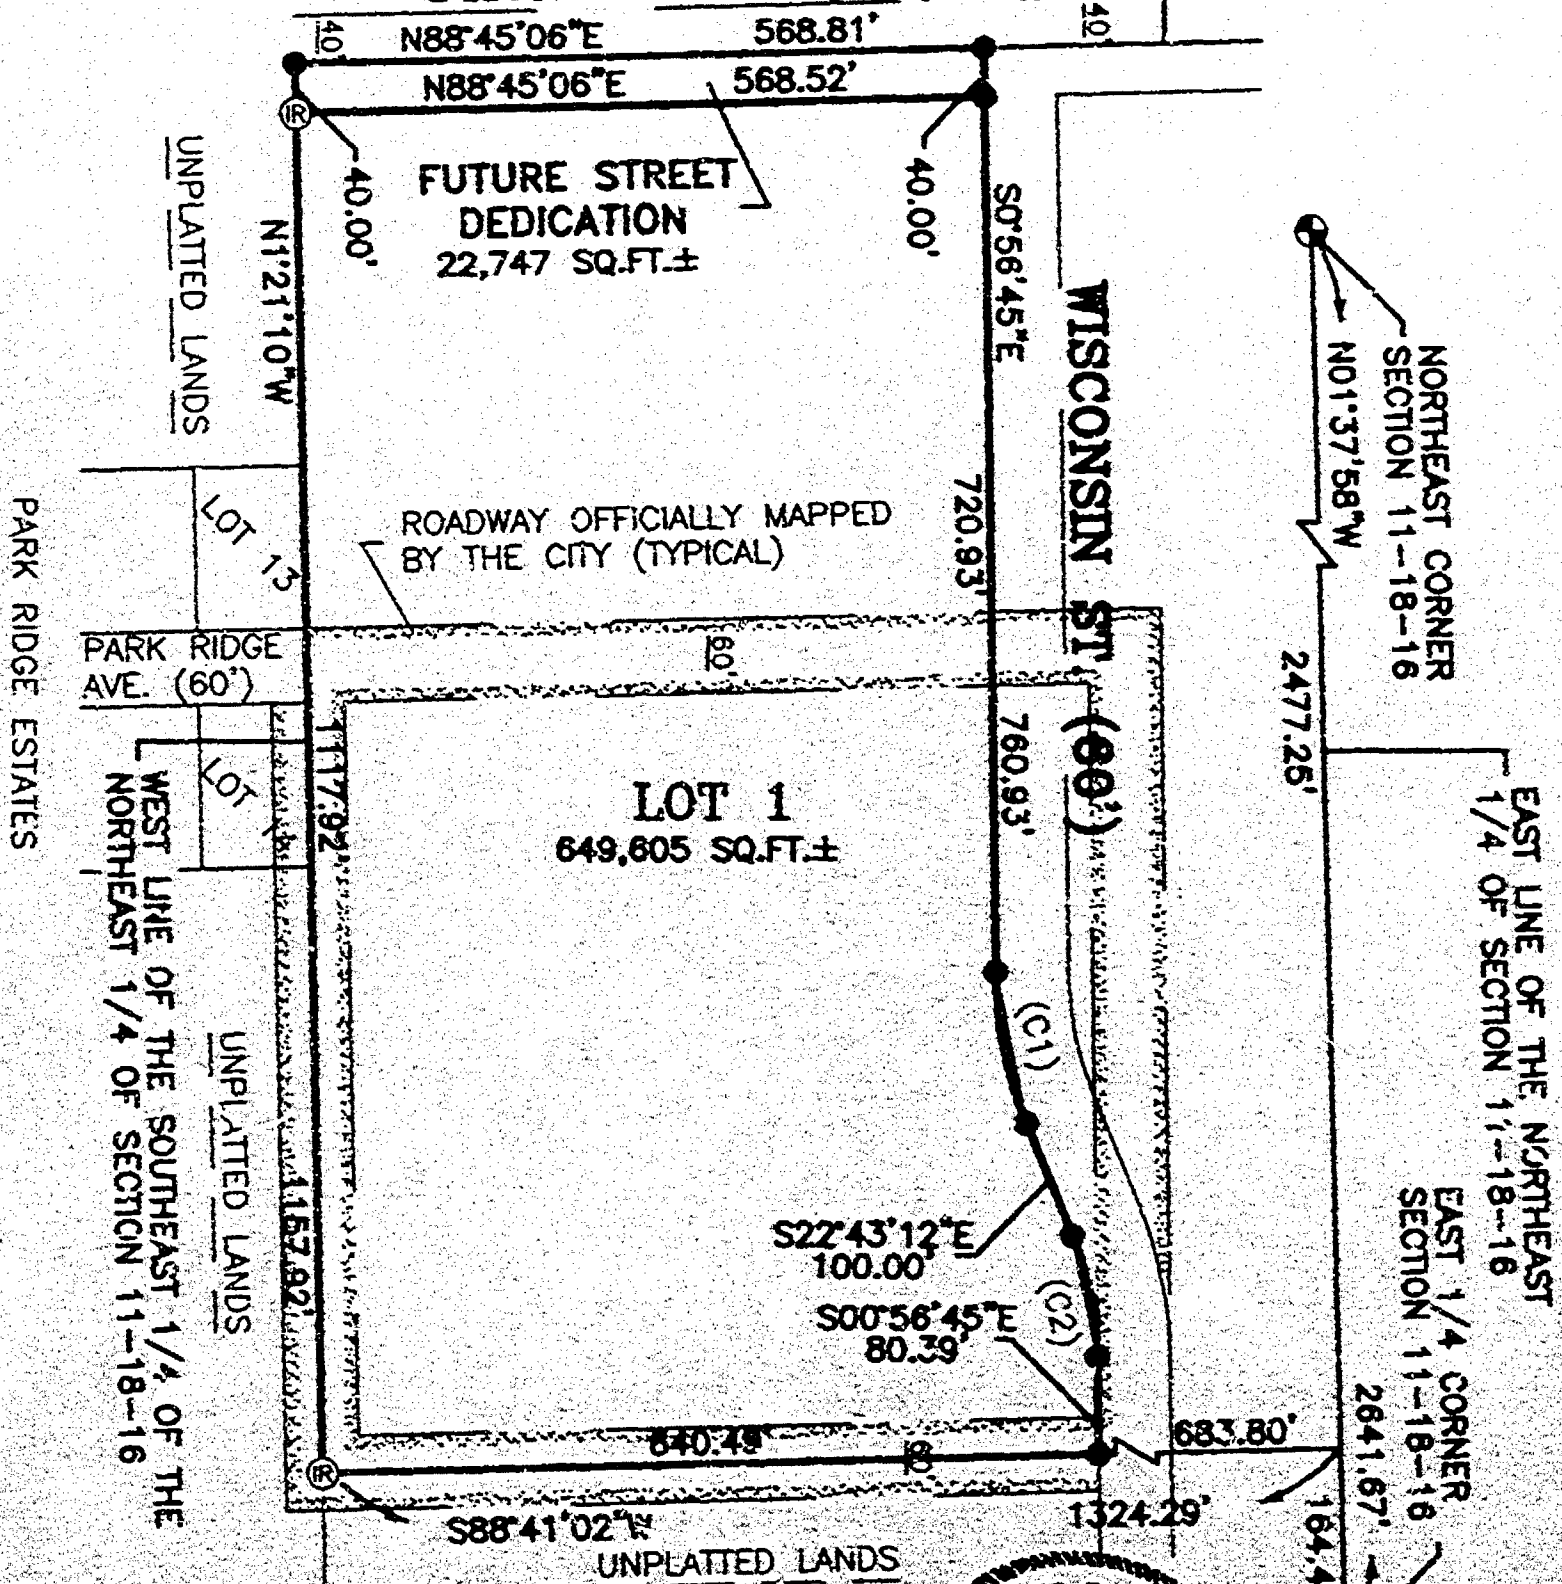 40'
N88°45'06"E 568.81'
40'
N88°45'06"E 568.52'
IR
40.00'
FUTURE STREET
DEDICATION
22,747 SQ.FT.±
40.00'
UNPLATTED LANDS
N1°21'10"W
S0°56'45"E
WISCONSIN ST. (80')
NORTHEAST CORNER
SECTION 11-18-16
N01°37'58"W
2477.25'
PARK RIDGE ESTATES
LOT 13
ROADWAY OFFICIALLY MAPPED
BY THE CITY (TYPICAL)
720.93'
PARK RIDGE
AVE. (60')
60'
LOT
1117.92'
760.93'
LOT 1
649,605 SQ.FT.±
EAST LINE OF THE NORTHEAST
1/4 OF SECTION 11-18-16
WEST LINE OF THE SOUTHEAST 1/4 OF THE
NORTHEAST 1/4 OF SECTION 11-18-16
UNPLATTED LANDS
1157.92'
(C1)
S22°43'12"E
100.00'
(C2)
S00°56'45"E
80.39'
EAST 1/4 CORNER
SECTION 11-18-16
2641.67'
640.49'
60'
683.80'
IR
S88°41'02"W
1324.29'
164.4
UNPLATTED LANDS